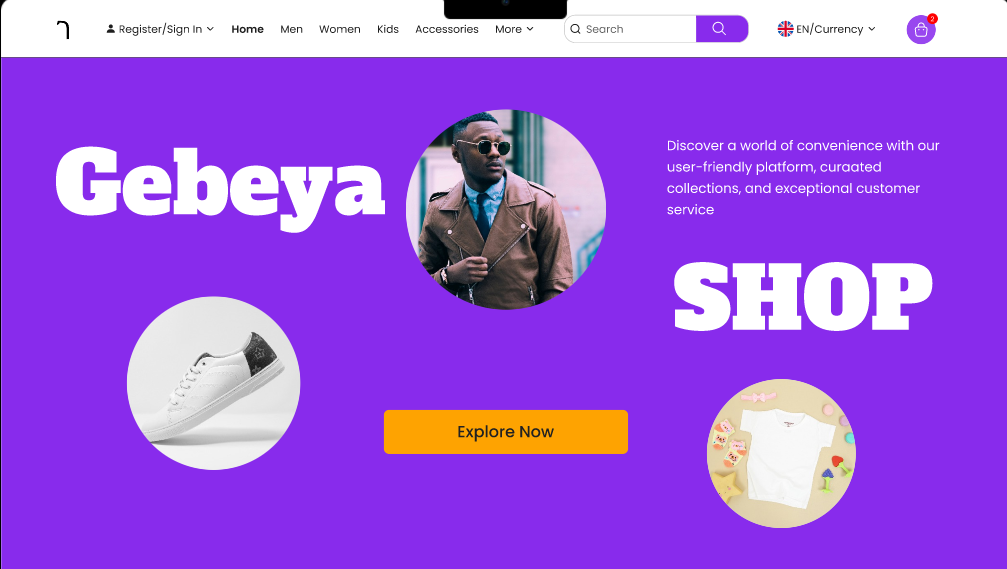 ገ
Register/Sign In
Home
Men
Women
Kids
Accessories
More
Search
EN/Currency
2
Gebeya
Discover a world of convenience with our
user-friendly platform, curaated
collections, and exceptional customer
service
SHOP
Explore Now